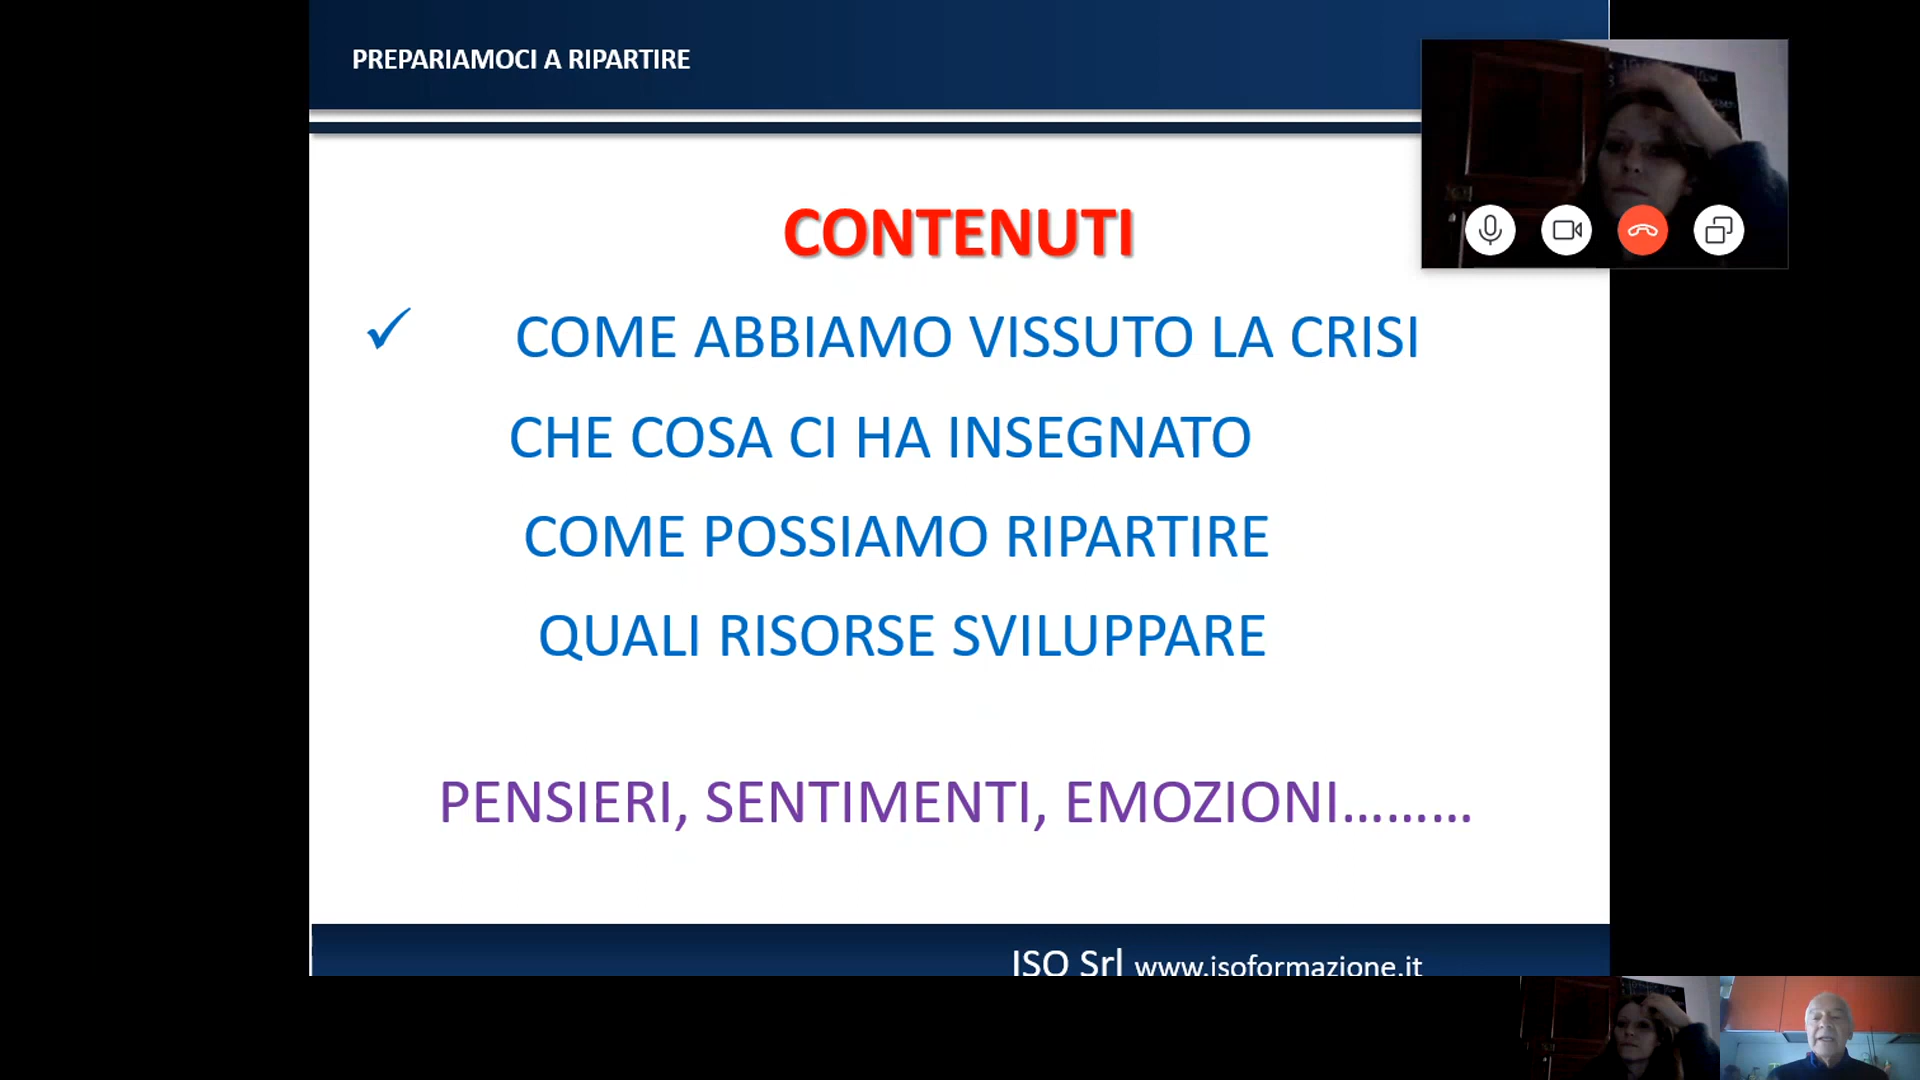 PREPARIAMOCI A RIPARTIRE
CONTENUTI
✓ COME ABBIAMO VISSUTO LA CRISI
CHE COSA CI HA INSEGNATO
COME POSSIAMO RIPARTIRE
QUALI RISORSE SVILUPPARE
PENSIERI, SENTIMENTI, EMOZIONI.........
ISO Srl www.isoformazione.it